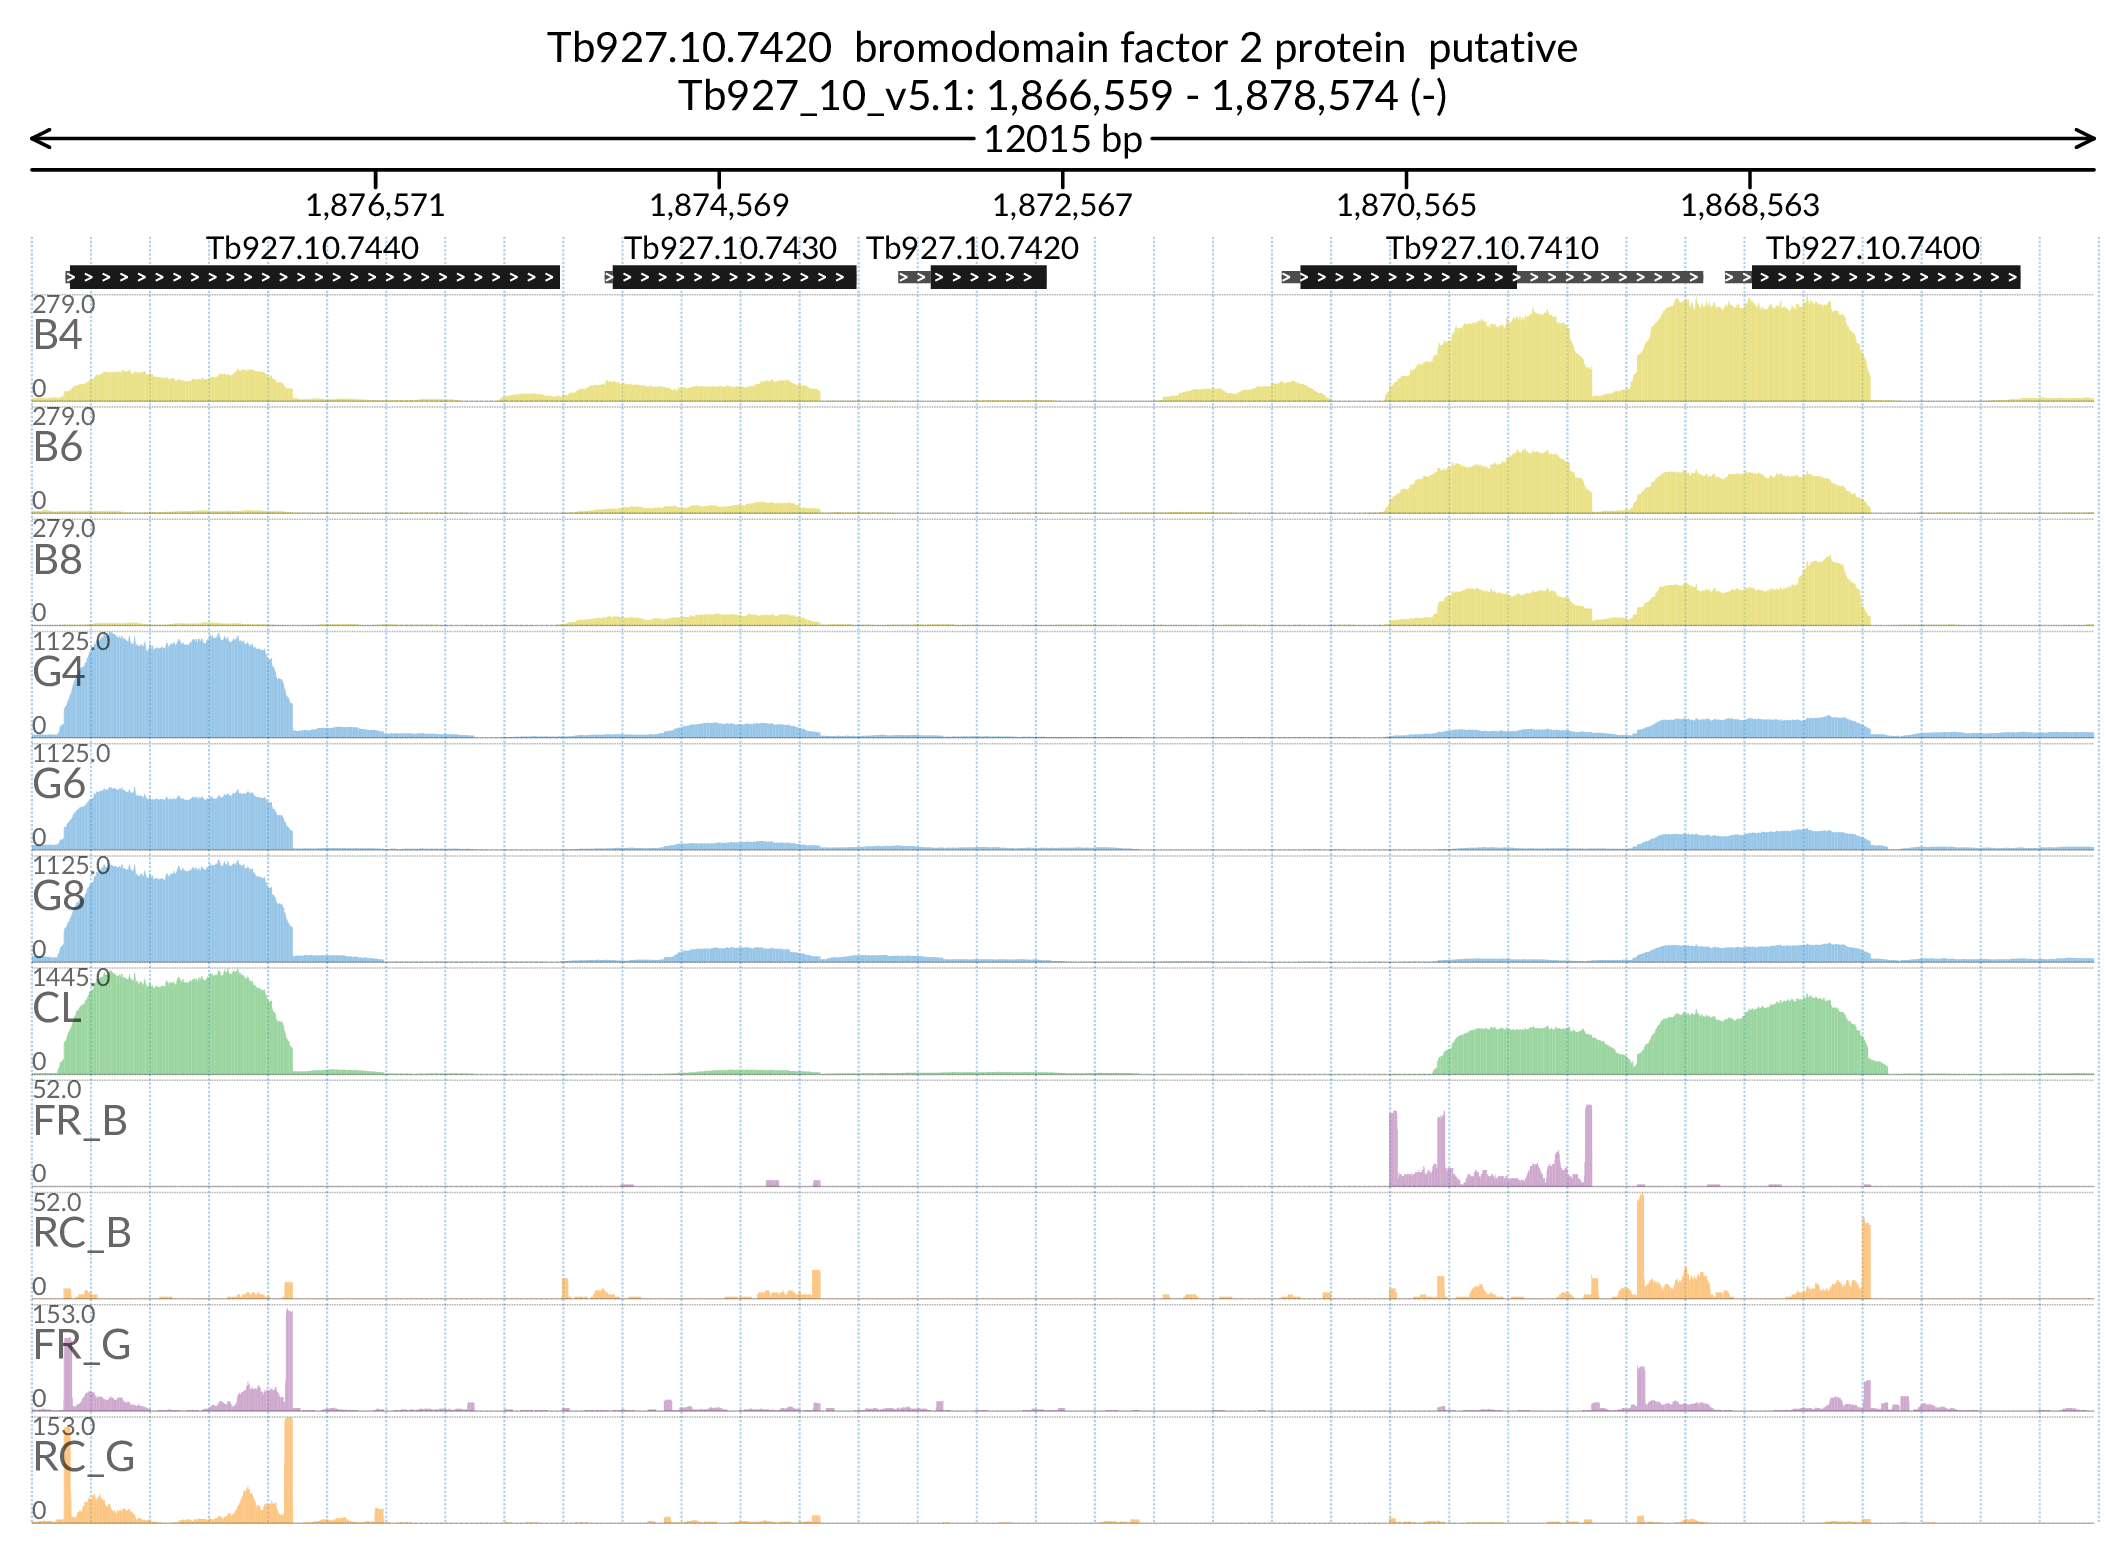 Tb927.10.7420  bromodomain factor 2 protein  putative
Tb927_10_v5.1: 1,866,559 - 1,878,574 (-)
12015 bp
1,876,571 1,874,569 1,872,567 1,870,565 1,868,563
Tb927.10.7440 Tb927.10.7430 Tb927.10.7420 Tb927.10.7410 Tb927.10.7400
279.0
B4
0
279.0
B6
0
279.0
B8
0
1125.0
G4
0
1125.0
G6
0
1125.0
G8
0
1445.0
CL
0
52.0
FR_B
0
52.0
RC_B
0
153.0
FR_G
0
153.0
RC_G
0